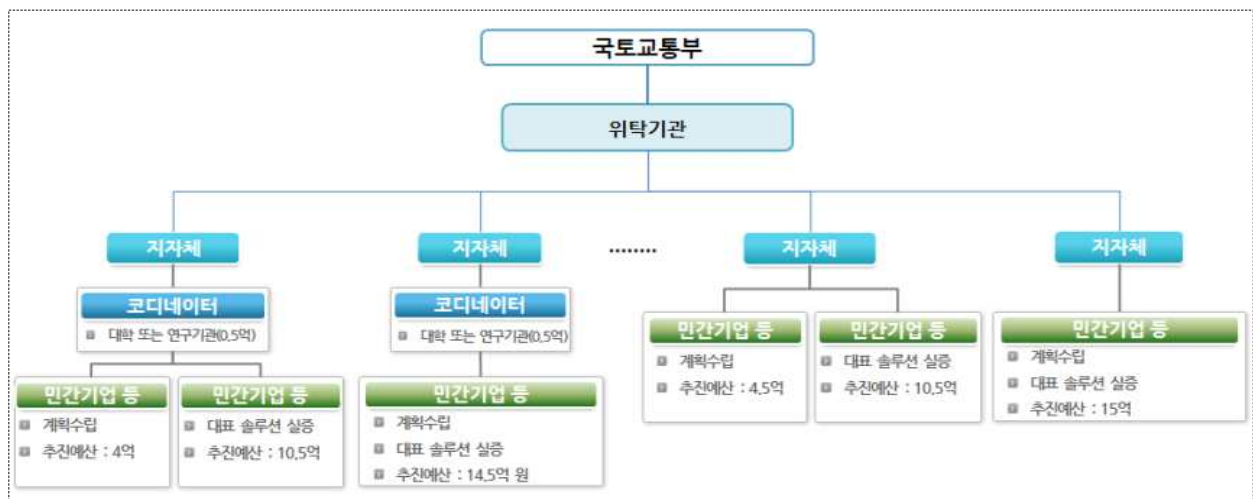 국토교통부
위탁기관
지자체
지자체
........
지자체
지자체
코디네이터
대학 또는 연구기관(0.5억)
코디네이터
대학 또는 연구기관(0.5억)
민간기업 등
계획수립
추진예산 : 4억
민간기업 등
대표 솔루션 실증
추진예산 : 10.5억
민간기업 등
계획수립
대표 솔루션 실증
추진예산 : 14.5억 원
민간기업 등
계획수립
추진예산 : 4.5억
민간기업 등
대표 솔루션 실증
추진예산 : 10.5억
민간기업 등
계획수립
대표 솔루션 실증
추진예산 : 15억